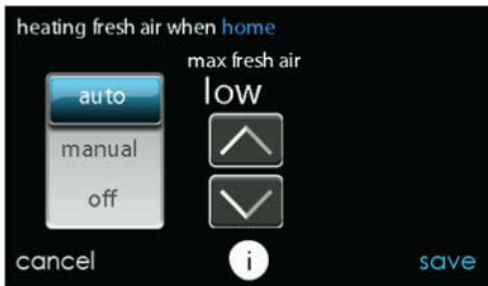 heating fresh air when home
max fresh air
low
auto
manual
off
cancel
i
save